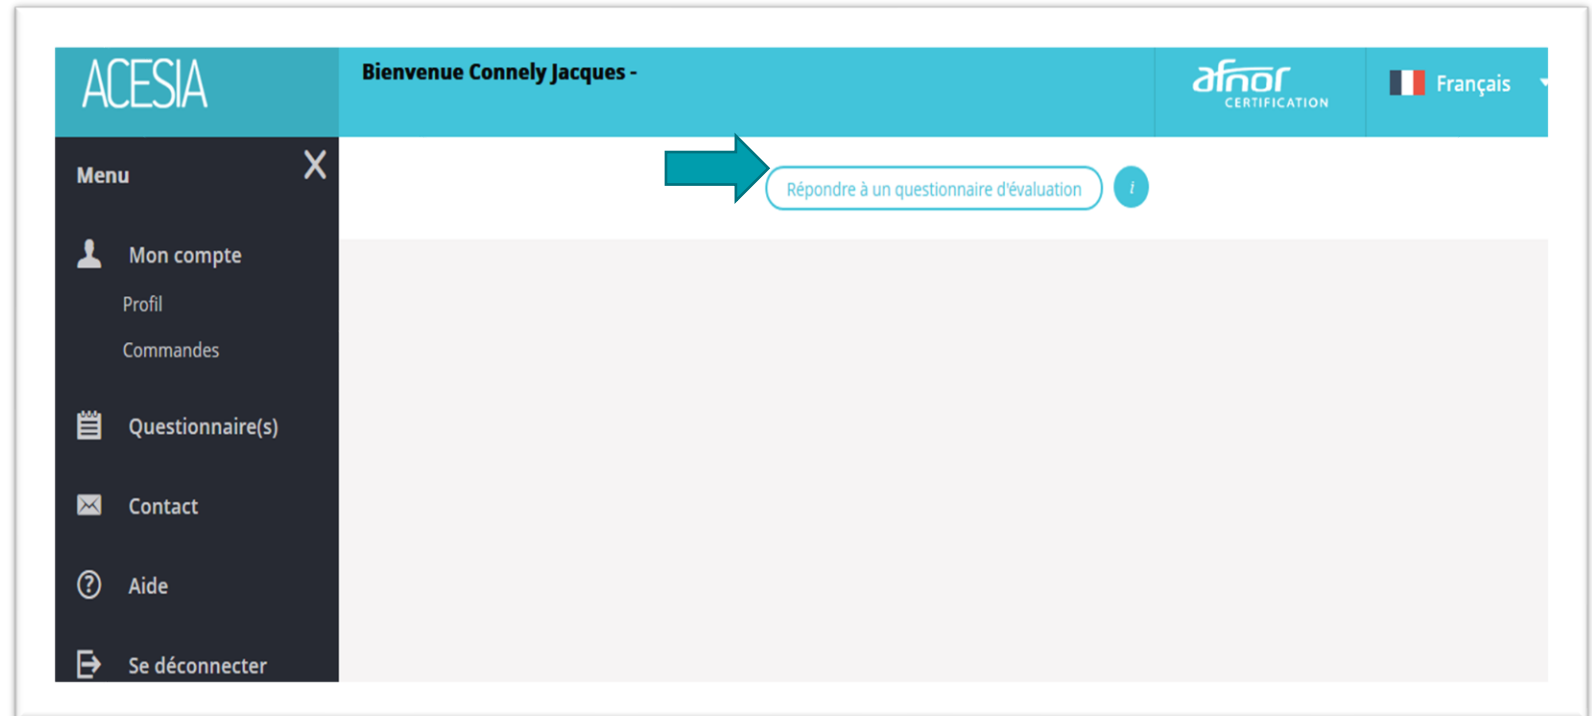 ACESIA
Bienvenue Connely Jacques -
afnor
CERTIFICATION
Français
Menu
X
Répondre à un questionnaire d'évaluation
i
Mon compte
Profil
Commandes
Questionnaire(s)
Contact
? Aide
Se déconnecter